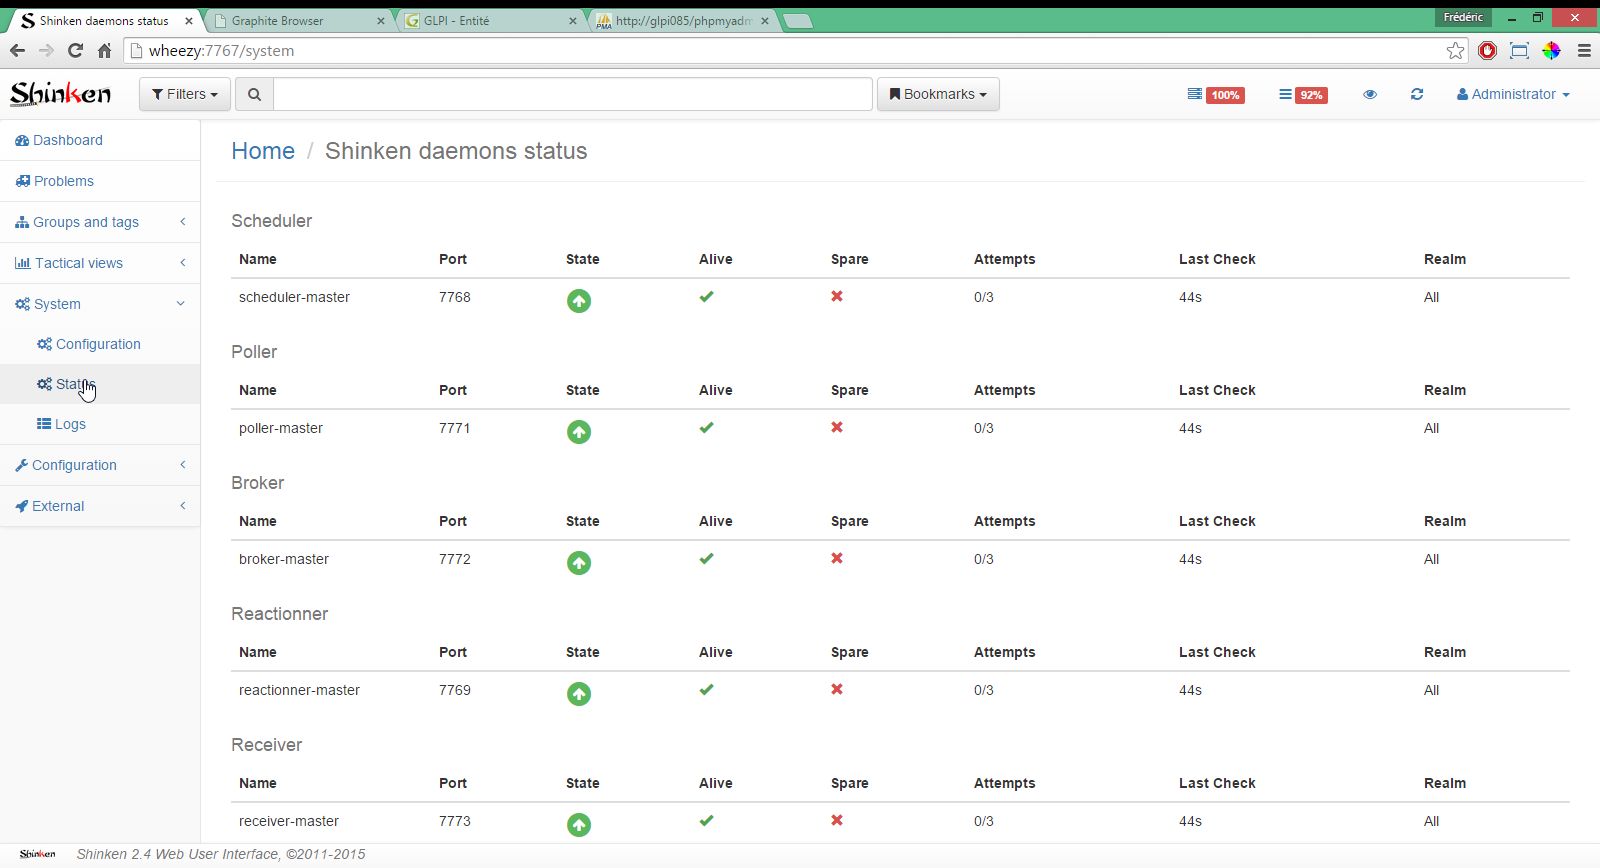 Shinken daemons status
Graphite Browser
GLPI - Entité
http://glpi085/phpmyadm
Frédéric
wheezy:7767/system
Shinken
Filters
Bookmarks
100%
92%
Administrator
Dashboard
Problems
Groups and tags
Tactical views
System
Configuration
Status
Logs
Configuration
External
Home / Shinken daemons status
Scheduler
Name Port State Alive Spare Attempts Last Check Realm
scheduler-master 7768 0/3 44s All
Poller
Name Port State Alive Spare Attempts Last Check Realm
poller-master 7771 0/3 44s All
Broker
Name Port State Alive Spare Attempts Last Check Realm
broker-master 7772 0/3 44s All
Reactionner
Name Port State Alive Spare Attempts Last Check Realm
reactionner-master 7769 0/3 44s All
Receiver
Name Port State Alive Spare Attempts Last Check Realm
receiver-master 7773 0/3 44s All
Shinken Shinken 2.4 Web User Interface, ©2011-2015